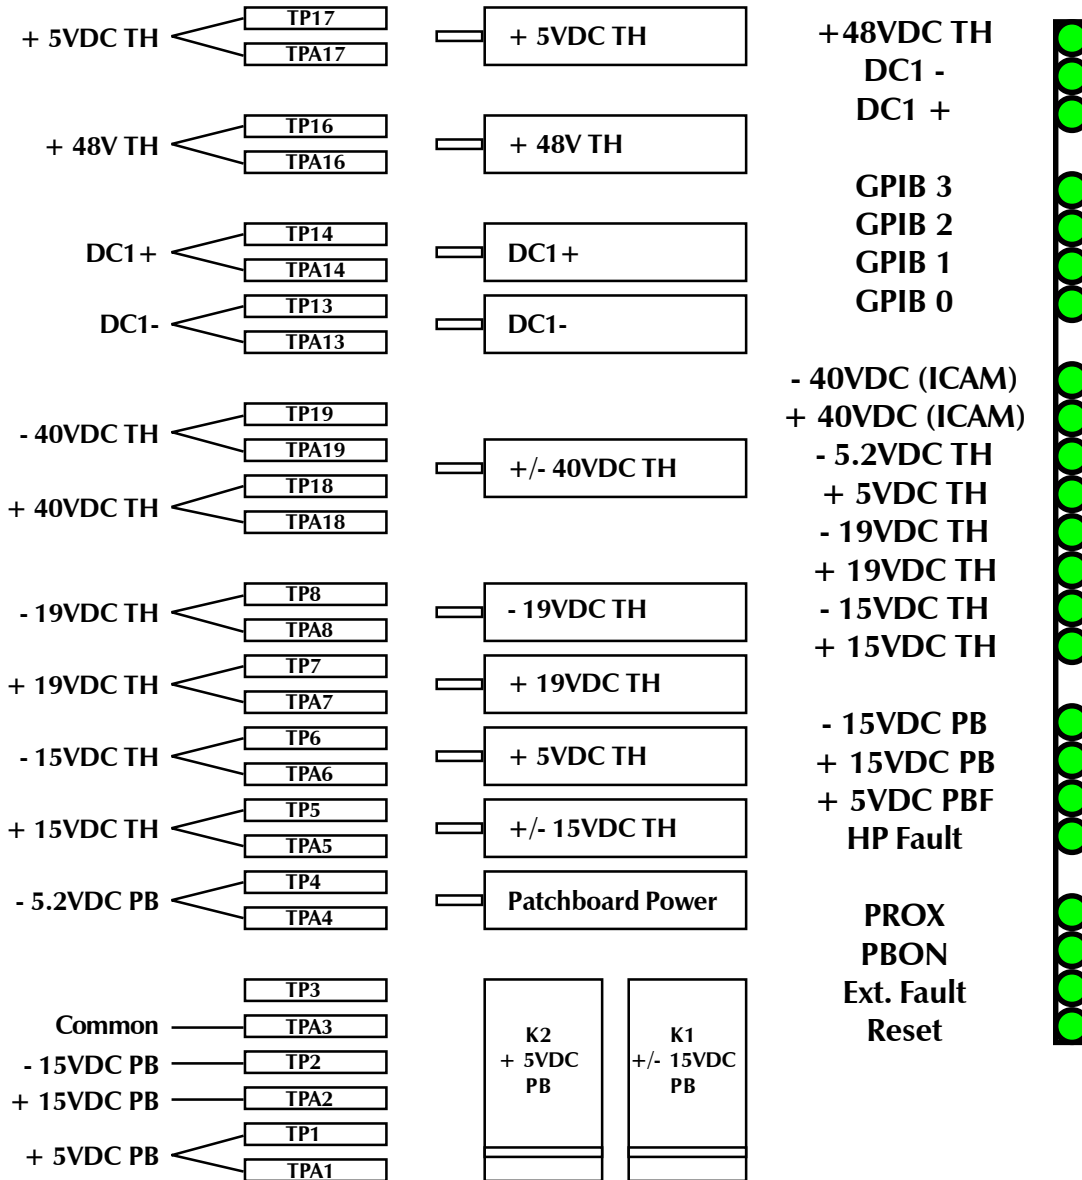 + 5VDC TH
TP17
TPA17
+ 48V TH
TP16
TPA16
DC1+
TP14
TPA14
DC1-
TP13
TPA13
- 40VDC TH
TP19
TPA19
+ 40VDC TH
TP18
TPA18
- 19VDC TH
TP8
TPA8
+ 19VDC TH
TP7
TPA7
- 15VDC TH
TP6
TPA6
+ 15VDC TH
TP5
TPA5
- 5.2VDC PB
TP4
TPA4
TP3
Common
TPA3
- 15VDC PB
TP2
+ 15VDC PB
TPA2
+ 5VDC PB
TP1
TPA1
+ 5VDC TH
+ 48V TH
DC1+
DC1-
+/- 40VDC TH
- 19VDC TH
+ 19VDC TH
+ 5VDC TH
+/- 15VDC TH
Patchboard Power
K2
+ 5VDC
PB
K1
+/- 15VDC
PB
+48VDC TH
DC1 -
DC1 +
GPIB 3
GPIB 2
GPIB 1
GPIB 0
- 40VDC (ICAM)
+ 40VDC (ICAM)
- 5.2VDC TH
+ 5VDC TH
- 19VDC TH
+ 19VDC TH
- 15VDC TH
+ 15VDC TH
- 15VDC PB
+ 15VDC PB
+ 5VDC PBF
HP Fault
PROX
PBON
Ext. Fault
Reset